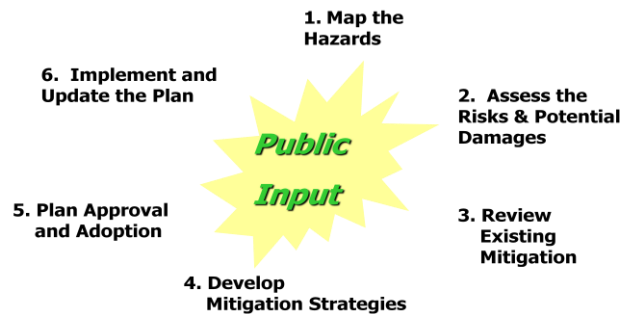 1. Map the
Hazards
2. Assess the
Risks & Potential
Damages
3. Review
Existing
Mitigation
4. Develop
Mitigation Strategies
5. Plan Approval
and Adoption
6. Implement and
Update the Plan
Public
Input